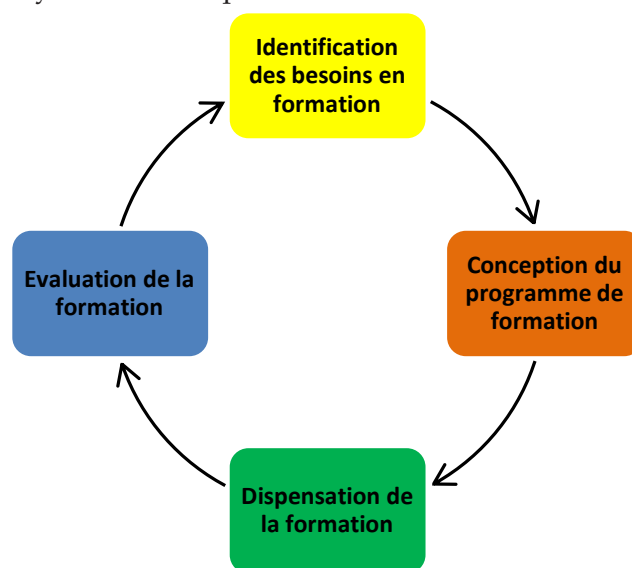 Identification
des besoins en
formation
Conception du
programme de
formation
Dispensation de
la formation
Evaluation de la
formation